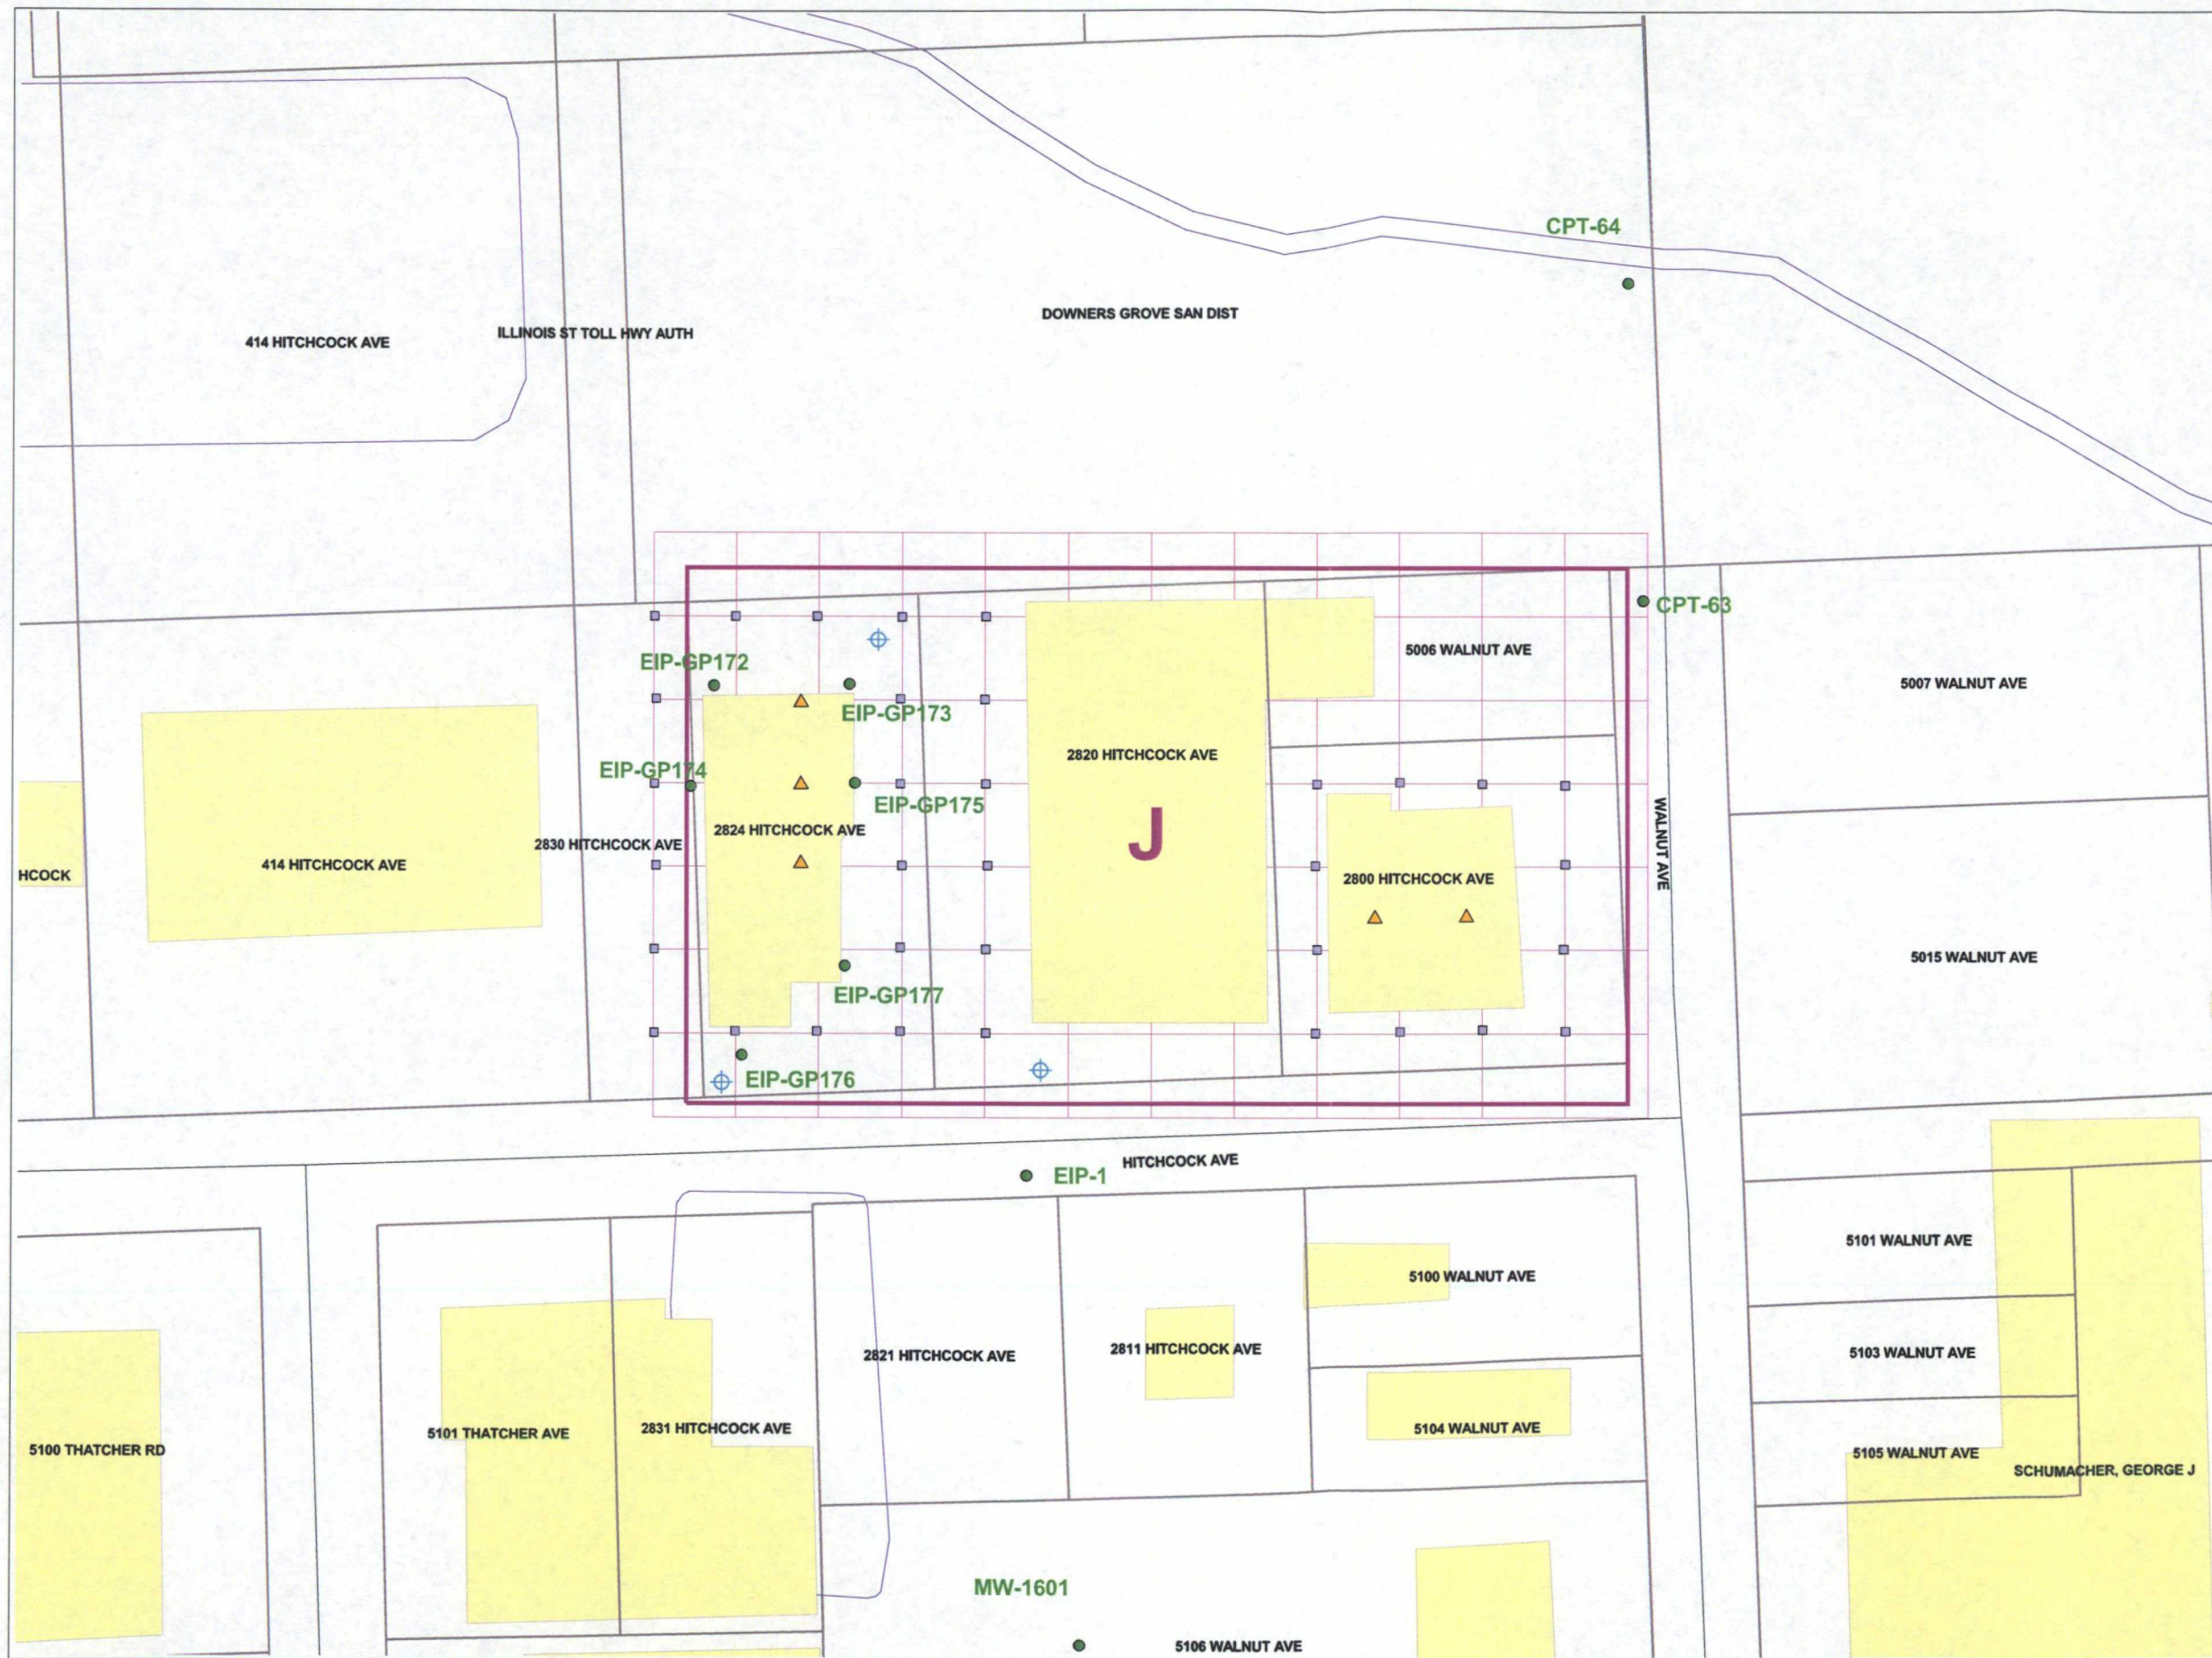 CPT-64
DOWNERS GROVE SAN DIST
ILLINOIS ST TOLL HWY AUTH
414 HITCHCOCK AVE
CPT-63
5006 WALNUT AVE
EIP-GP172
5007 WALNUT AVE
EIP-GP173
2820 HITCHCOCK AVE
EIP-GP174
EIP-GP175
2824 HITCHCOCK AVE
J
WALNUT AVE
2830 HITCHCOCK AVE
414 HITCHCOCK AVE
HCOCK
2800 HITCHCOCK AVE
5015 WALNUT AVE
EIP-GP177
EIP-GP176
HITCHCOCK AVE
EIP-1
5101 WALNUT AVE
5100 WALNUT AVE
2821 HITCHCOCK AVE
2811 HITCHCOCK AVE
5103 WALNUT AVE
5101 THATCHER AVE
2831 HITCHCOCK AVE
5104 WALNUT AVE
5100 THATCHER RD
5105 WALNUT AVE
SCHUMACHER, GEORGE J
MW-1601
5106 WALNUT AVE